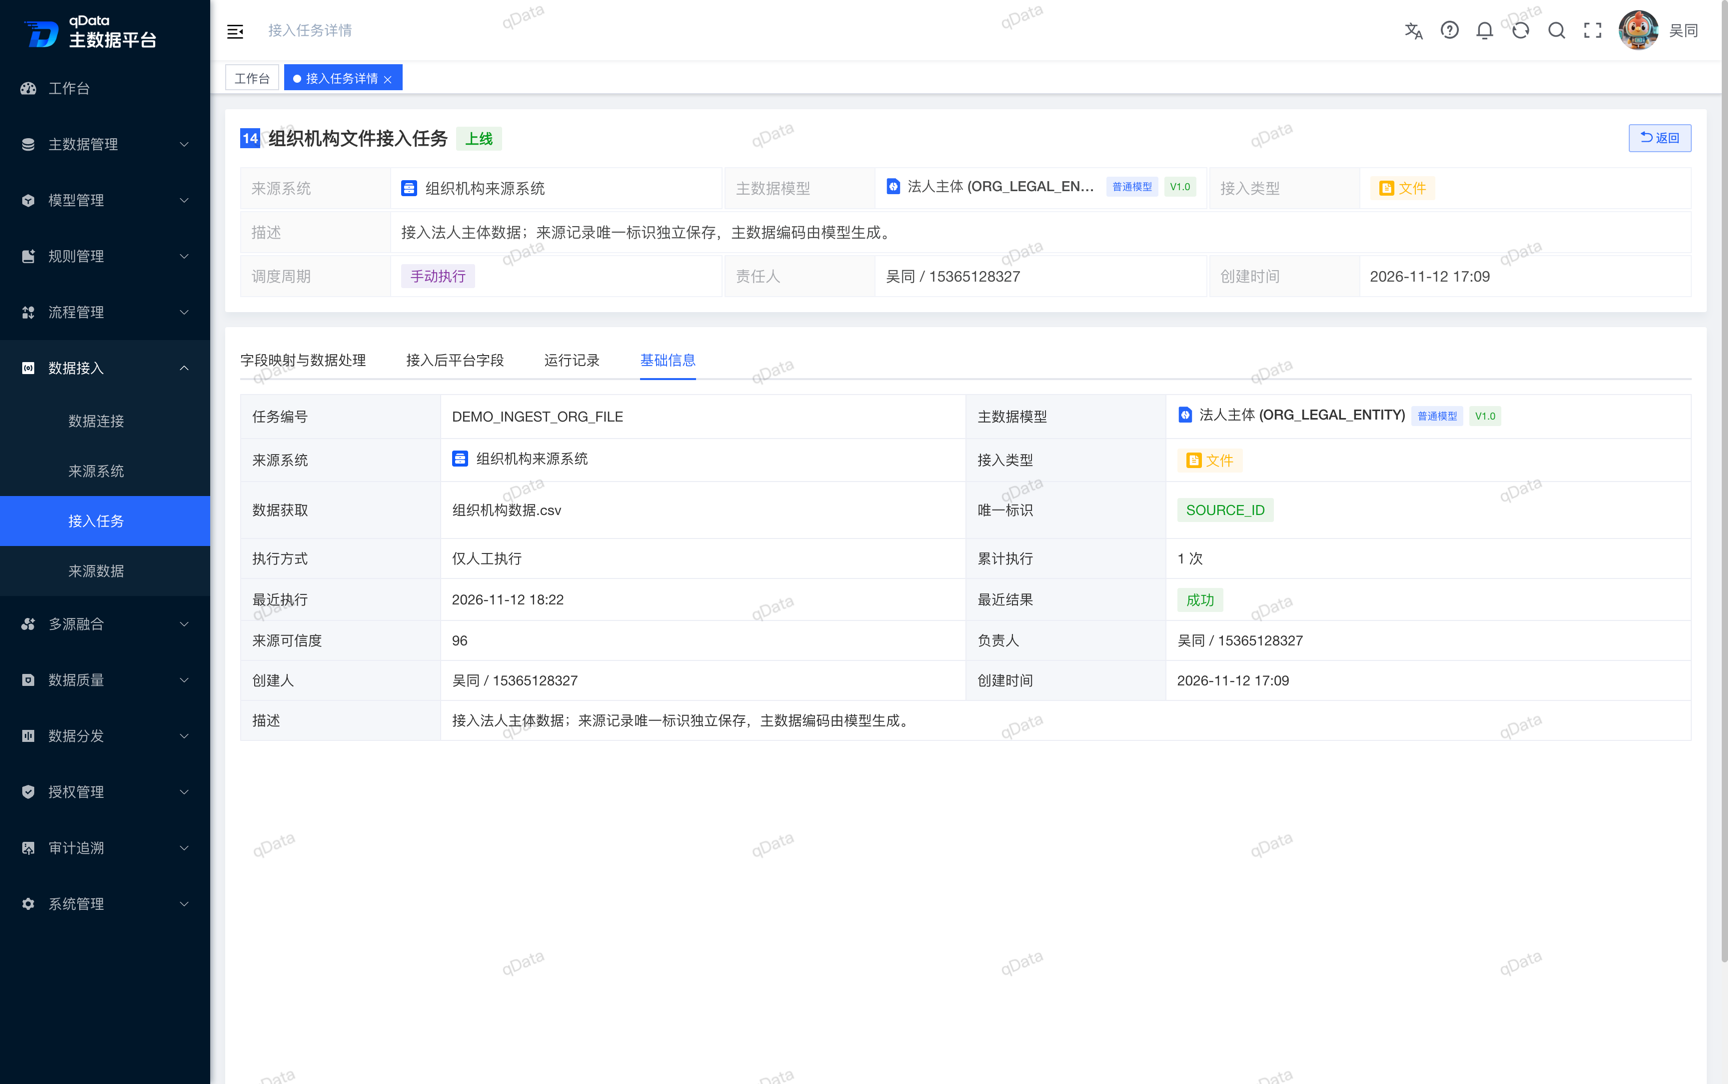 qData
主数据平台
接入任务详情
吴同
工作台
接入任务详情
工作台
主数据管理
模型管理
规则管理
流程管理
数据接入
数据连接
来源系统
接入任务
来源数据
多源融合
数据质量
数据分发
授权管理
审计追溯
系统管理
14 组织机构文件接入任务 上线
返回
来源系统 组织机构来源系统 主数据模型 法人主体 (ORG_LEGAL_EN... 普通模型 V1.0 接入类型 文件
描述 接入法人主体数据；来源记录唯一标识独立保存，主数据编码由模型生成。
调度周期 手动执行 责任人 吴同 / 15365128327 创建时间 2026-11-12 17:09
字段映射与数据处理 接入后平台字段 运行记录 基础信息
任务编号 DEMO_INGEST_ORG_FILE 主数据模型 法人主体 (ORG_LEGAL_ENTITY) 普通模型 V1.0
来源系统 组织机构来源系统 接入类型 文件
数据获取 组织机构数据.csv 唯一标识 SOURCE_ID
执行方式 仅人工执行 累计执行 1 次
最近执行 2026-11-12 18:22 最近结果 成功
来源可信度 96 负责人 吴同 / 15365128327
创建人 吴同 / 15365128327 创建时间 2026-11-12 17:09
描述 接入法人主体数据；来源记录唯一标识独立保存，主数据编码由模型生成。